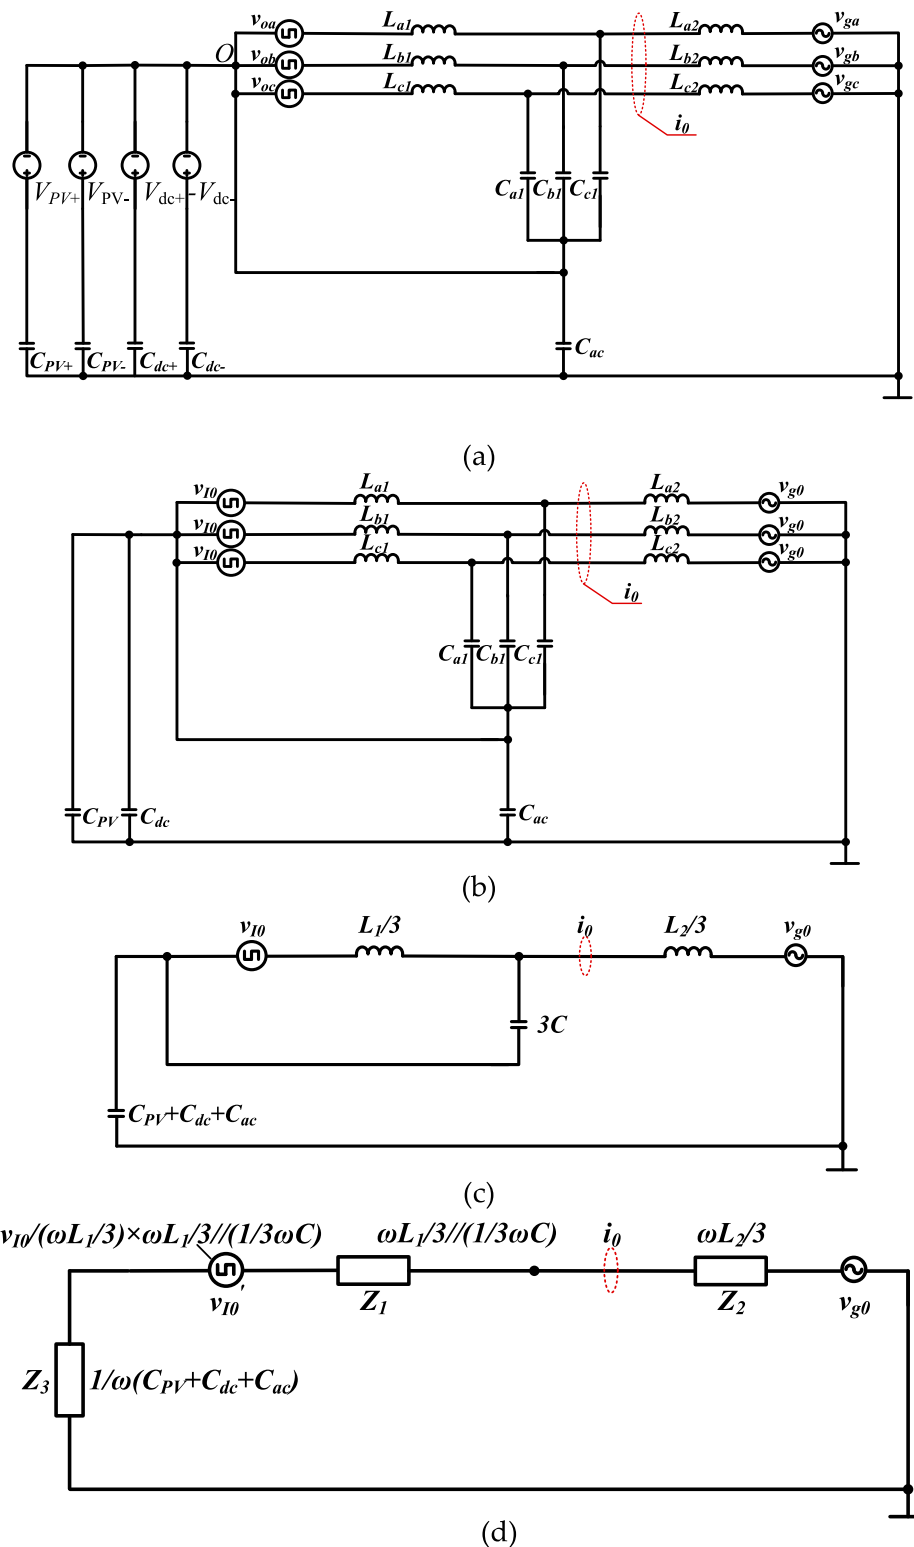 v_oa L_a1 L_a2 v_ga
O v_ob L_b1 L_b2 v_gb
v_oc L_c1 L_c2 v_gc
i_0
V_PV+ V_PV- V_dc+ -V_dc- C_a1 C_b1 C_c1
C_PV+ C_PV- C_dc+ C_dc- C_ac
(a)
v_I0 L_a1 L_a2 v_g0
v_I0 L_b1 L_b2 v_g0
v_I0 L_c1 L_c2 v_g0
i_0
C_a1 C_b1 C_c1
C_PV C_dc C_ac
(b)
v_I0 L_1/3 i_0 L_2/3 v_g0
3C
C_PV+C_dc+C_ac
(c)
v_I0/(ωL_1/3)×ωL_1/3//(1/3ωC) ωL_1/3//(1/3ωC) i_0 ωL_2/3
v_I0' Z_1 Z_2 v_g0
Z_3 1/ω(C_PV+C_dc+C_ac)
(d)